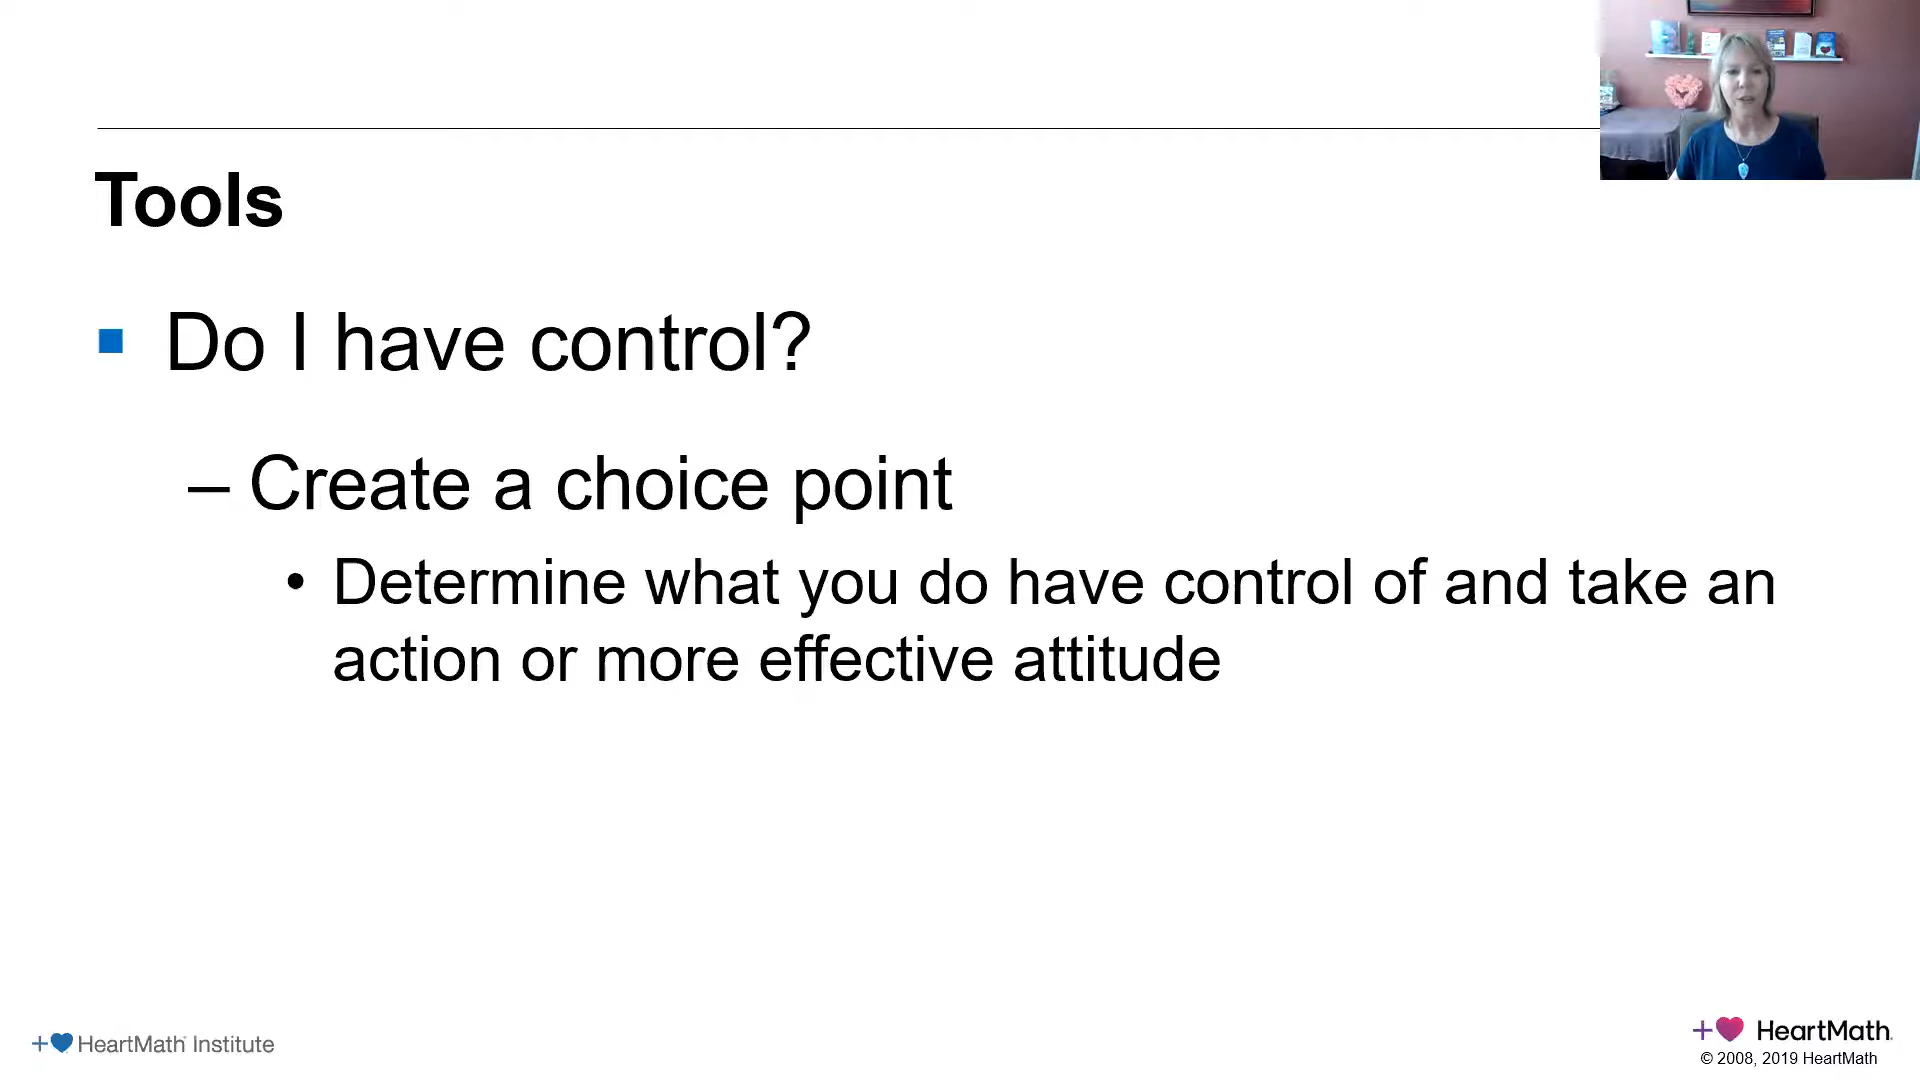 Tools
Do I have control?
– Create a choice point
• Determine what you do have control of and take an
action or more effective attitude
HeartMath Institute
HeartMath
© 2008, 2019 HeartMath